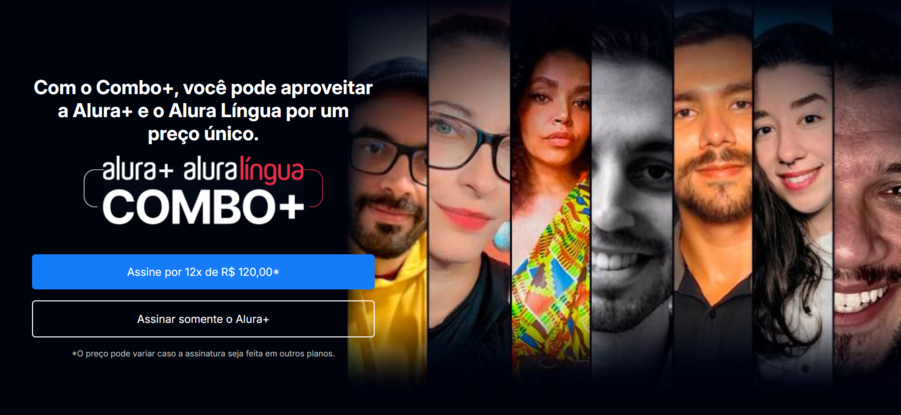 Com o Combo+, você pode aproveitar
a Alura+ e o Alura Língua por um
preço único.
alura+ aluralíngua
COMBO+
Assine por 12x de R$ 120,00*
Assinar somente o Alura+
*O preço pode variar caso a assinatura seja feita em outros planos.